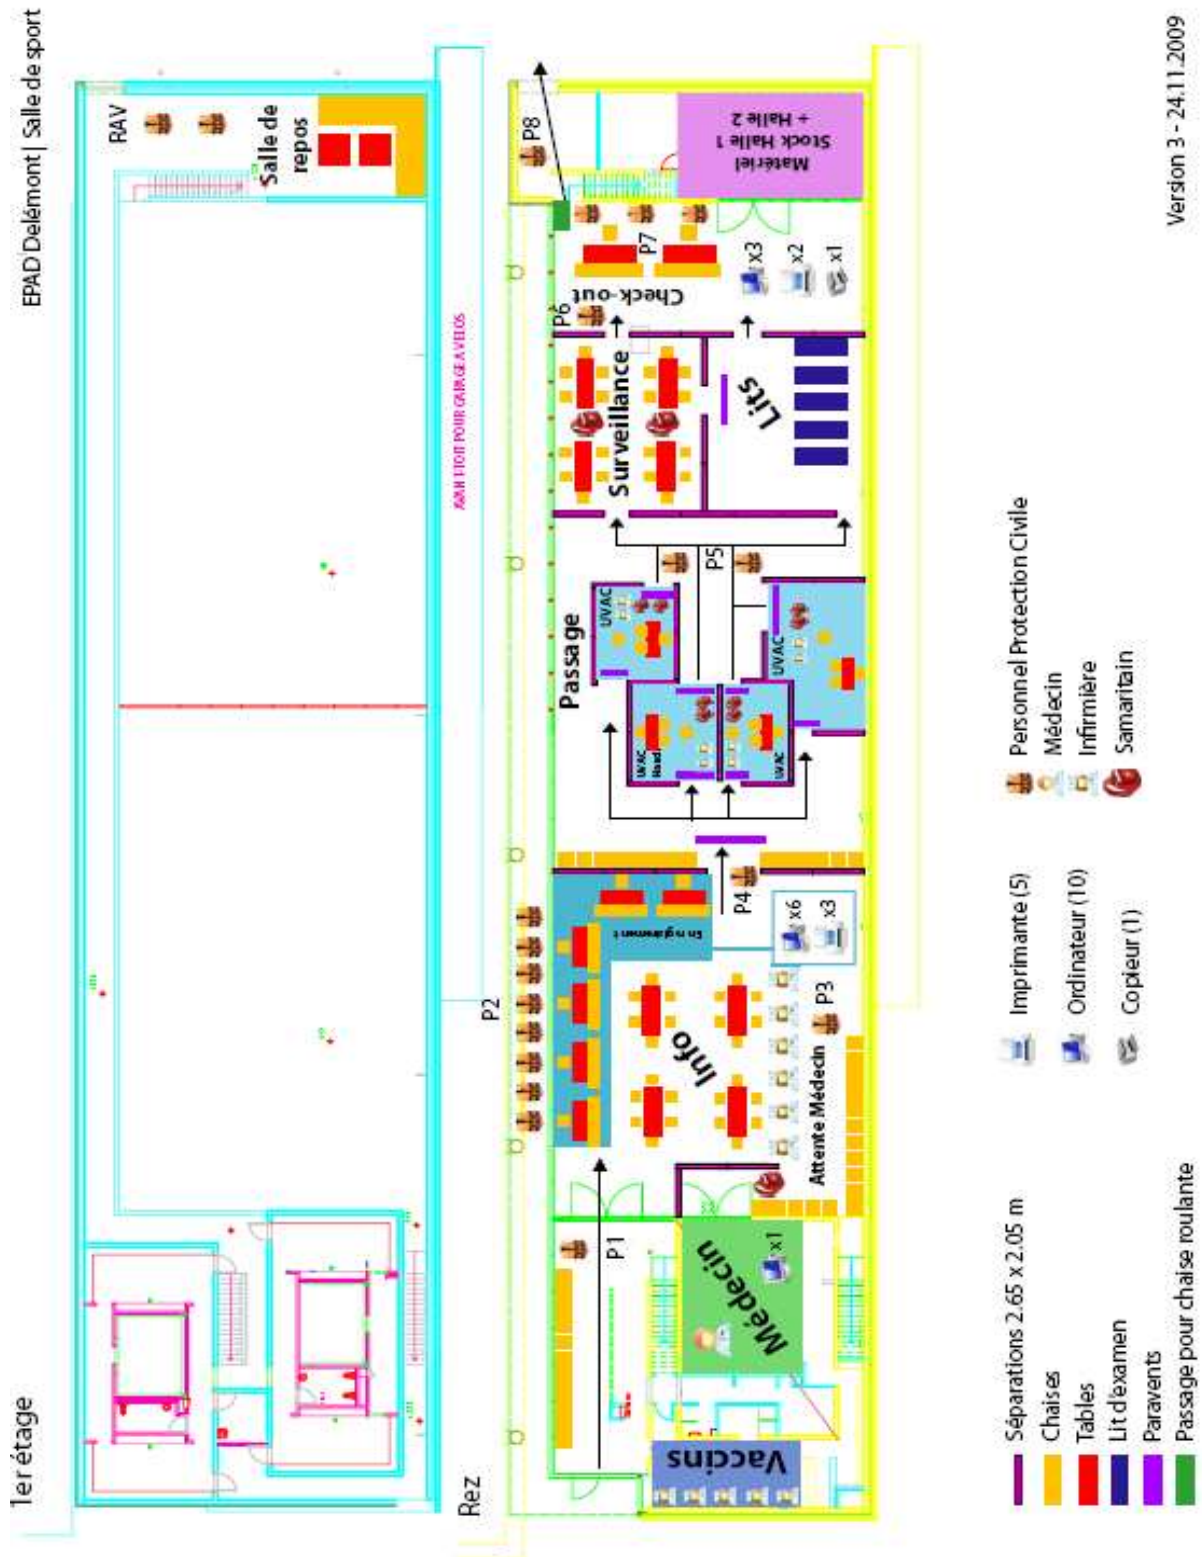 EPAD Delémont | Salle de sport
1er étage
RAV
Salle de
repos
Rez
P1
P2
P3
P4
P5
P6
P7
P8
Vaccins
Médecin
x1
Attente Médecin
Info
Enregistrement
x6
x3
Passage
UVAC
UVAC
UVAC
UVAC
Surveillance
Lits
Check-out
x3
x2
x1
Matériel
Stock Halle 1
+ Halle 2
Séparations 2.65 x 2.05 m
Chaises
Tables
Lit d'examen
Paravents
Passage pour chaise roulante
Imprimante (5)
Ordinateur (10)
Copieur (1)
Personnel Protection Civile
Médecin
Infirmière
Samaritain
Version 3 - 24.11.2009